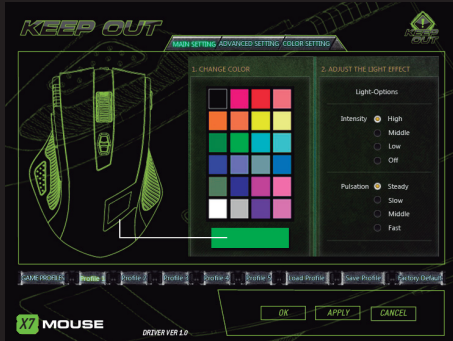 KEEP OUT
KEEP OUT
MAIN SETTING ADVANCED SETTING COLOR SETTING
1. CHANGE COLOR
2. ADJUST THE LIGHT EFFECT
Light-Options
Intensity High
Middle
Low
Off
Pulsation Steady
Slow
Middle
Fast
GAME PROFILES Profile 1 Profile 2 Profile 3 Profile 4 Profile 5 Load Profile Save Profile Factory Default
OK APPLY CANCEL
X7 MOUSE
DRIVER VER 1.0